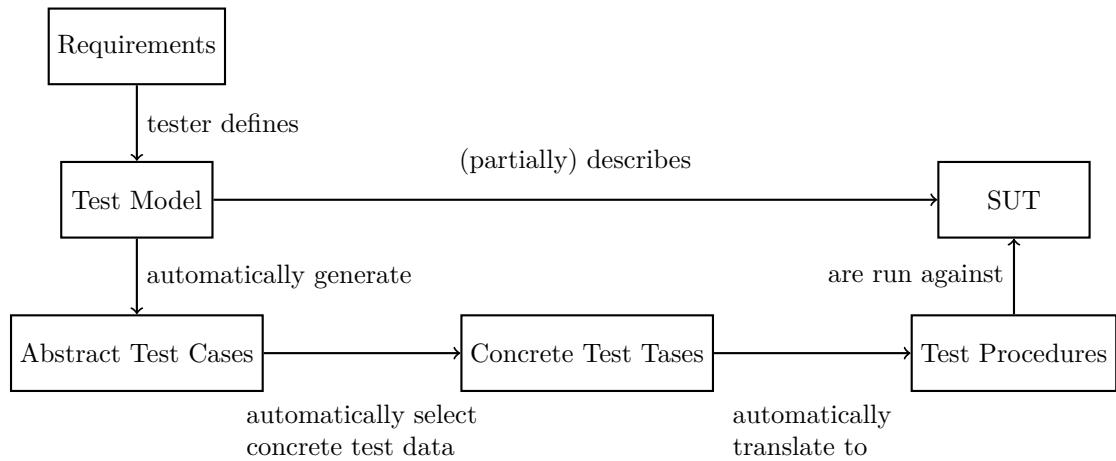 Requirements
tester defines
(partially) describes
Test Model
SUT
automatically generate
are run against
Abstract Test Cases
Concrete Test Tases
Test Procedures
automatically select
concrete test data
automatically
translate to